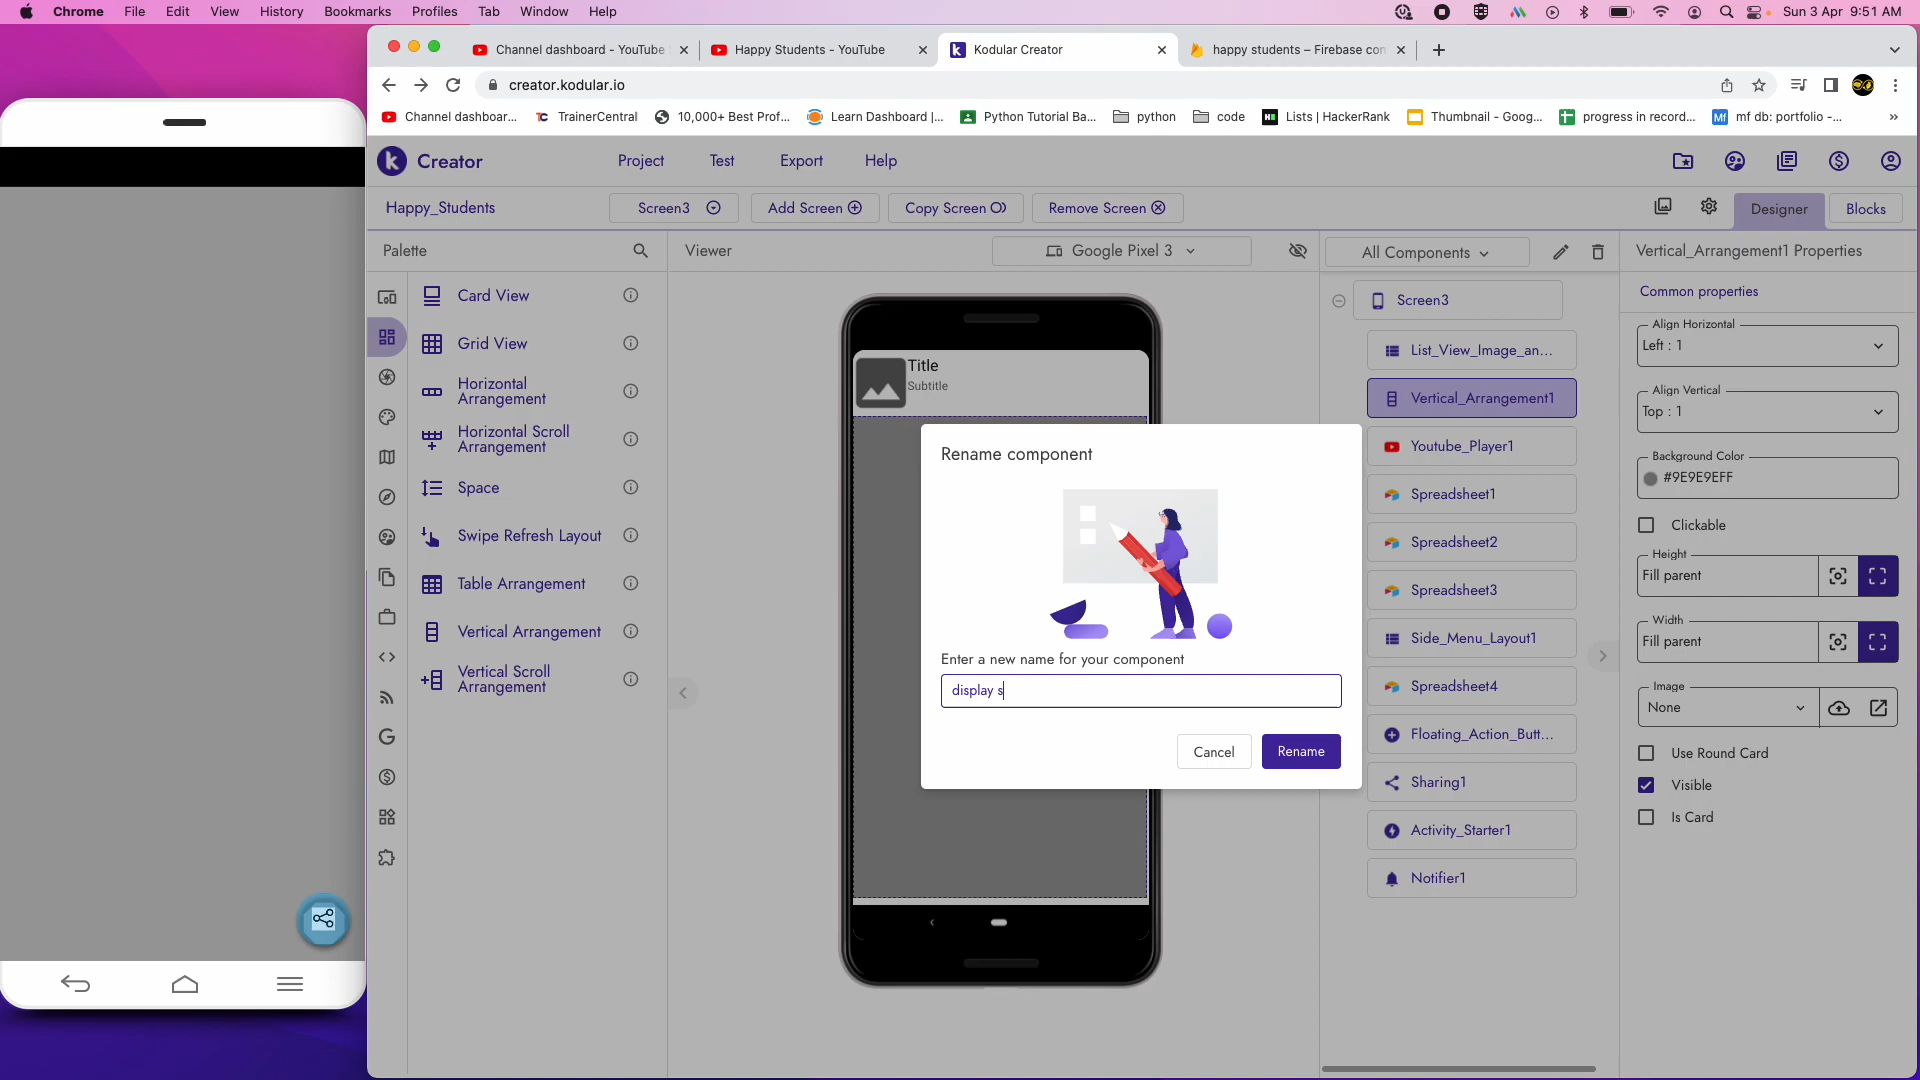 Chrome File Edit View History Bookmarks Profiles Tab Window Help Sun 3 Apr 9:51 AM
Channel dashboard - YouTube
Happy Students - YouTube
Kodular Creator
happy students – Firebase con
creator.kodular.io
Channel dashboar...
TrainerCentral
10,000+ Best Prof...
Learn Dashboard |...
Python Tutorial Ba...
python
code
Lists | HackerRank
Thumbnail - Goog...
progress in record...
mf db: portfolio -...
»
Creator
Project
Test
Export
Help
Happy_Students
Screen3
Add Screen
Copy Screen
Remove Screen
Designer
Blocks
Palette
Viewer
Google Pixel 3
All Components
Vertical_Arrangement1 Properties
Card View
Grid View
Horizontal
Arrangement
Horizontal Scroll
Arrangement
Space
Swipe Refresh Layout
Table Arrangement
Vertical Arrangement
Vertical Scroll
Arrangement
Title
Subtitle
Rename component
Enter a new name for your component
display s
Cancel
Rename
Screen3
List_View_Image_an...
Vertical_Arrangement1
Youtube_Player1
Spreadsheet1
Spreadsheet2
Spreadsheet3
Side_Menu_Layout1
Spreadsheet4
Floating_Action_Butt...
Sharing1
Activity_Starter1
Notifier1
Common properties
Align Horizontal
Left : 1
Align Vertical
Top : 1
Background Color
#9E9E9EFF
Clickable
Height
Fill parent
Width
Fill parent
Image
None
Use Round Card
Visible
Is Card